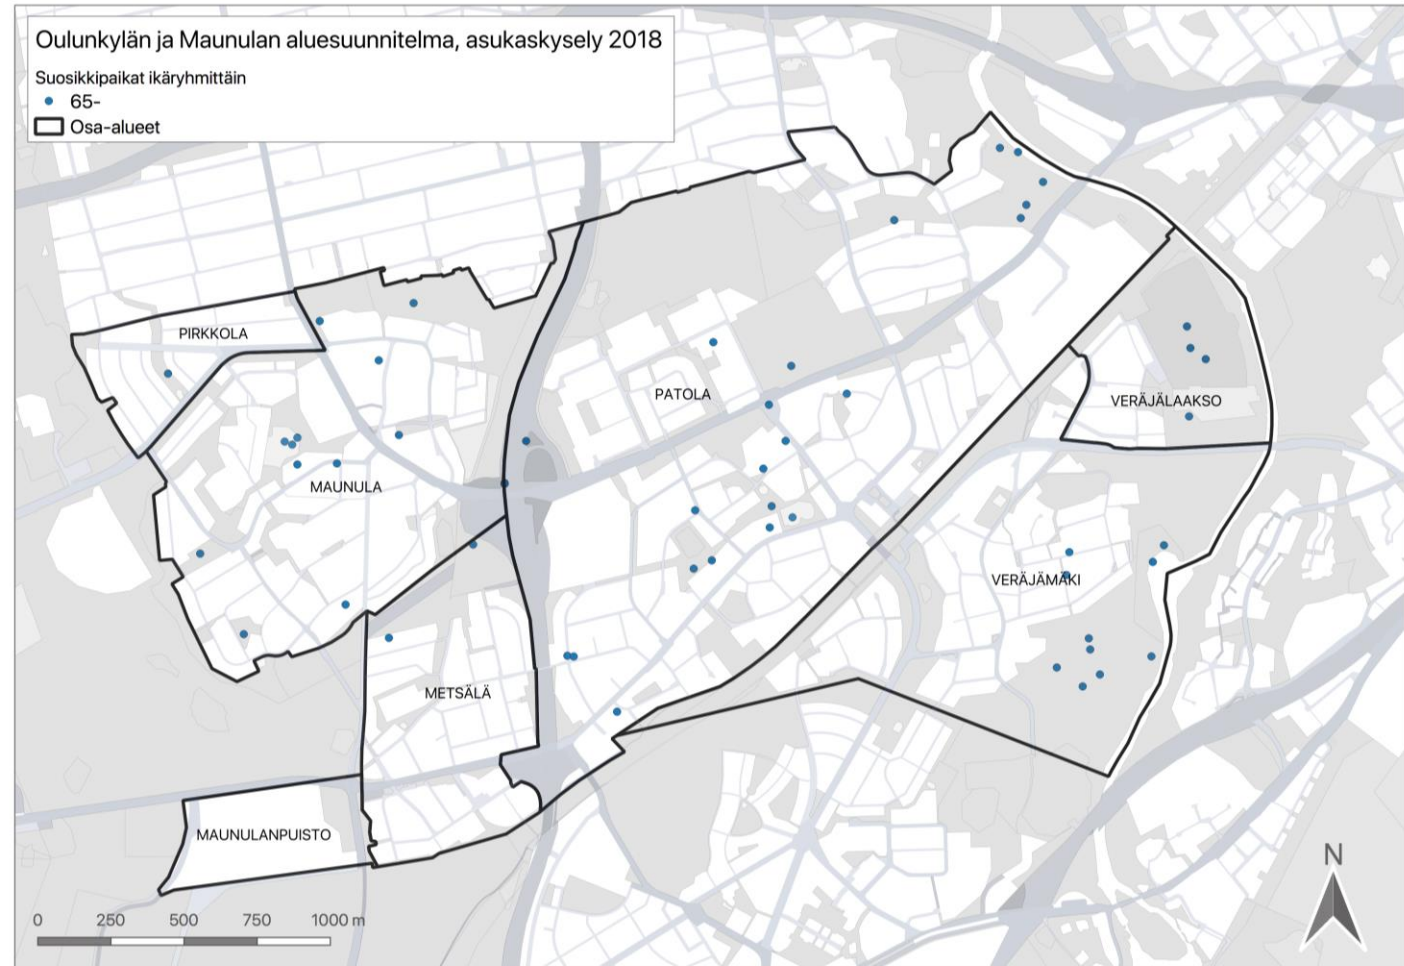 Oulunkylän ja Maunulan aluesuunnitelma, asukaskysely 2018
Suosikkipaikat ikäryhmittäin
65-
Osa-alueet
PIRKKOLA
PATOLA
VERÄJÄLAAKSO
MAUNULA
VERÄJÄMÄKI
METSÄLÄ
MAUNULANPUISTO
N
0 250 500 750 1000 m